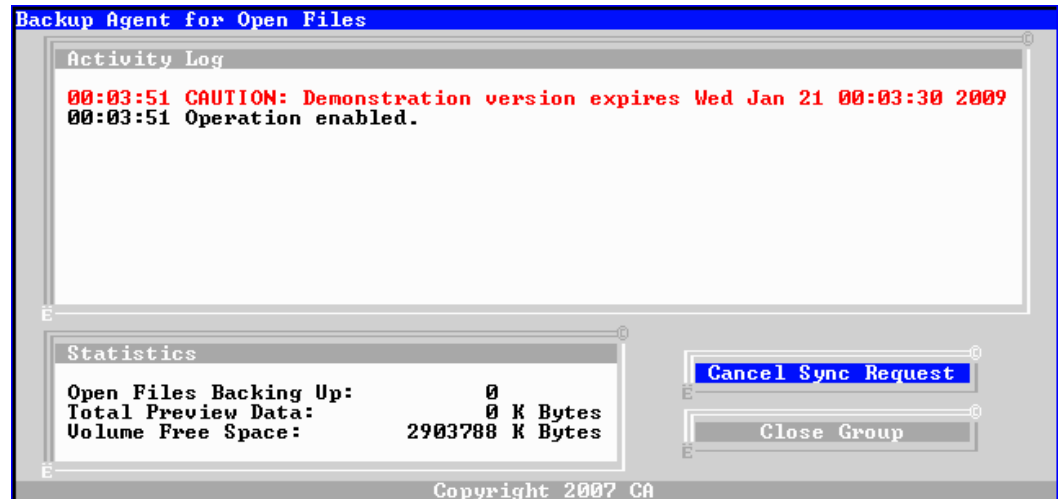 Backup Agent for Open Files
Activity Log
00:03:51 CAUTION: Demonstration version expires Wed Jan 21 00:03:30 2009
00:03:51 Operation enabled.
Statistics
Open Files Backing Up: 0
Total Preview Data: 0 K Bytes
Volume Free Space: 2903788 K Bytes
Cancel Sync Request
Close Group
Copyright 2007 CA